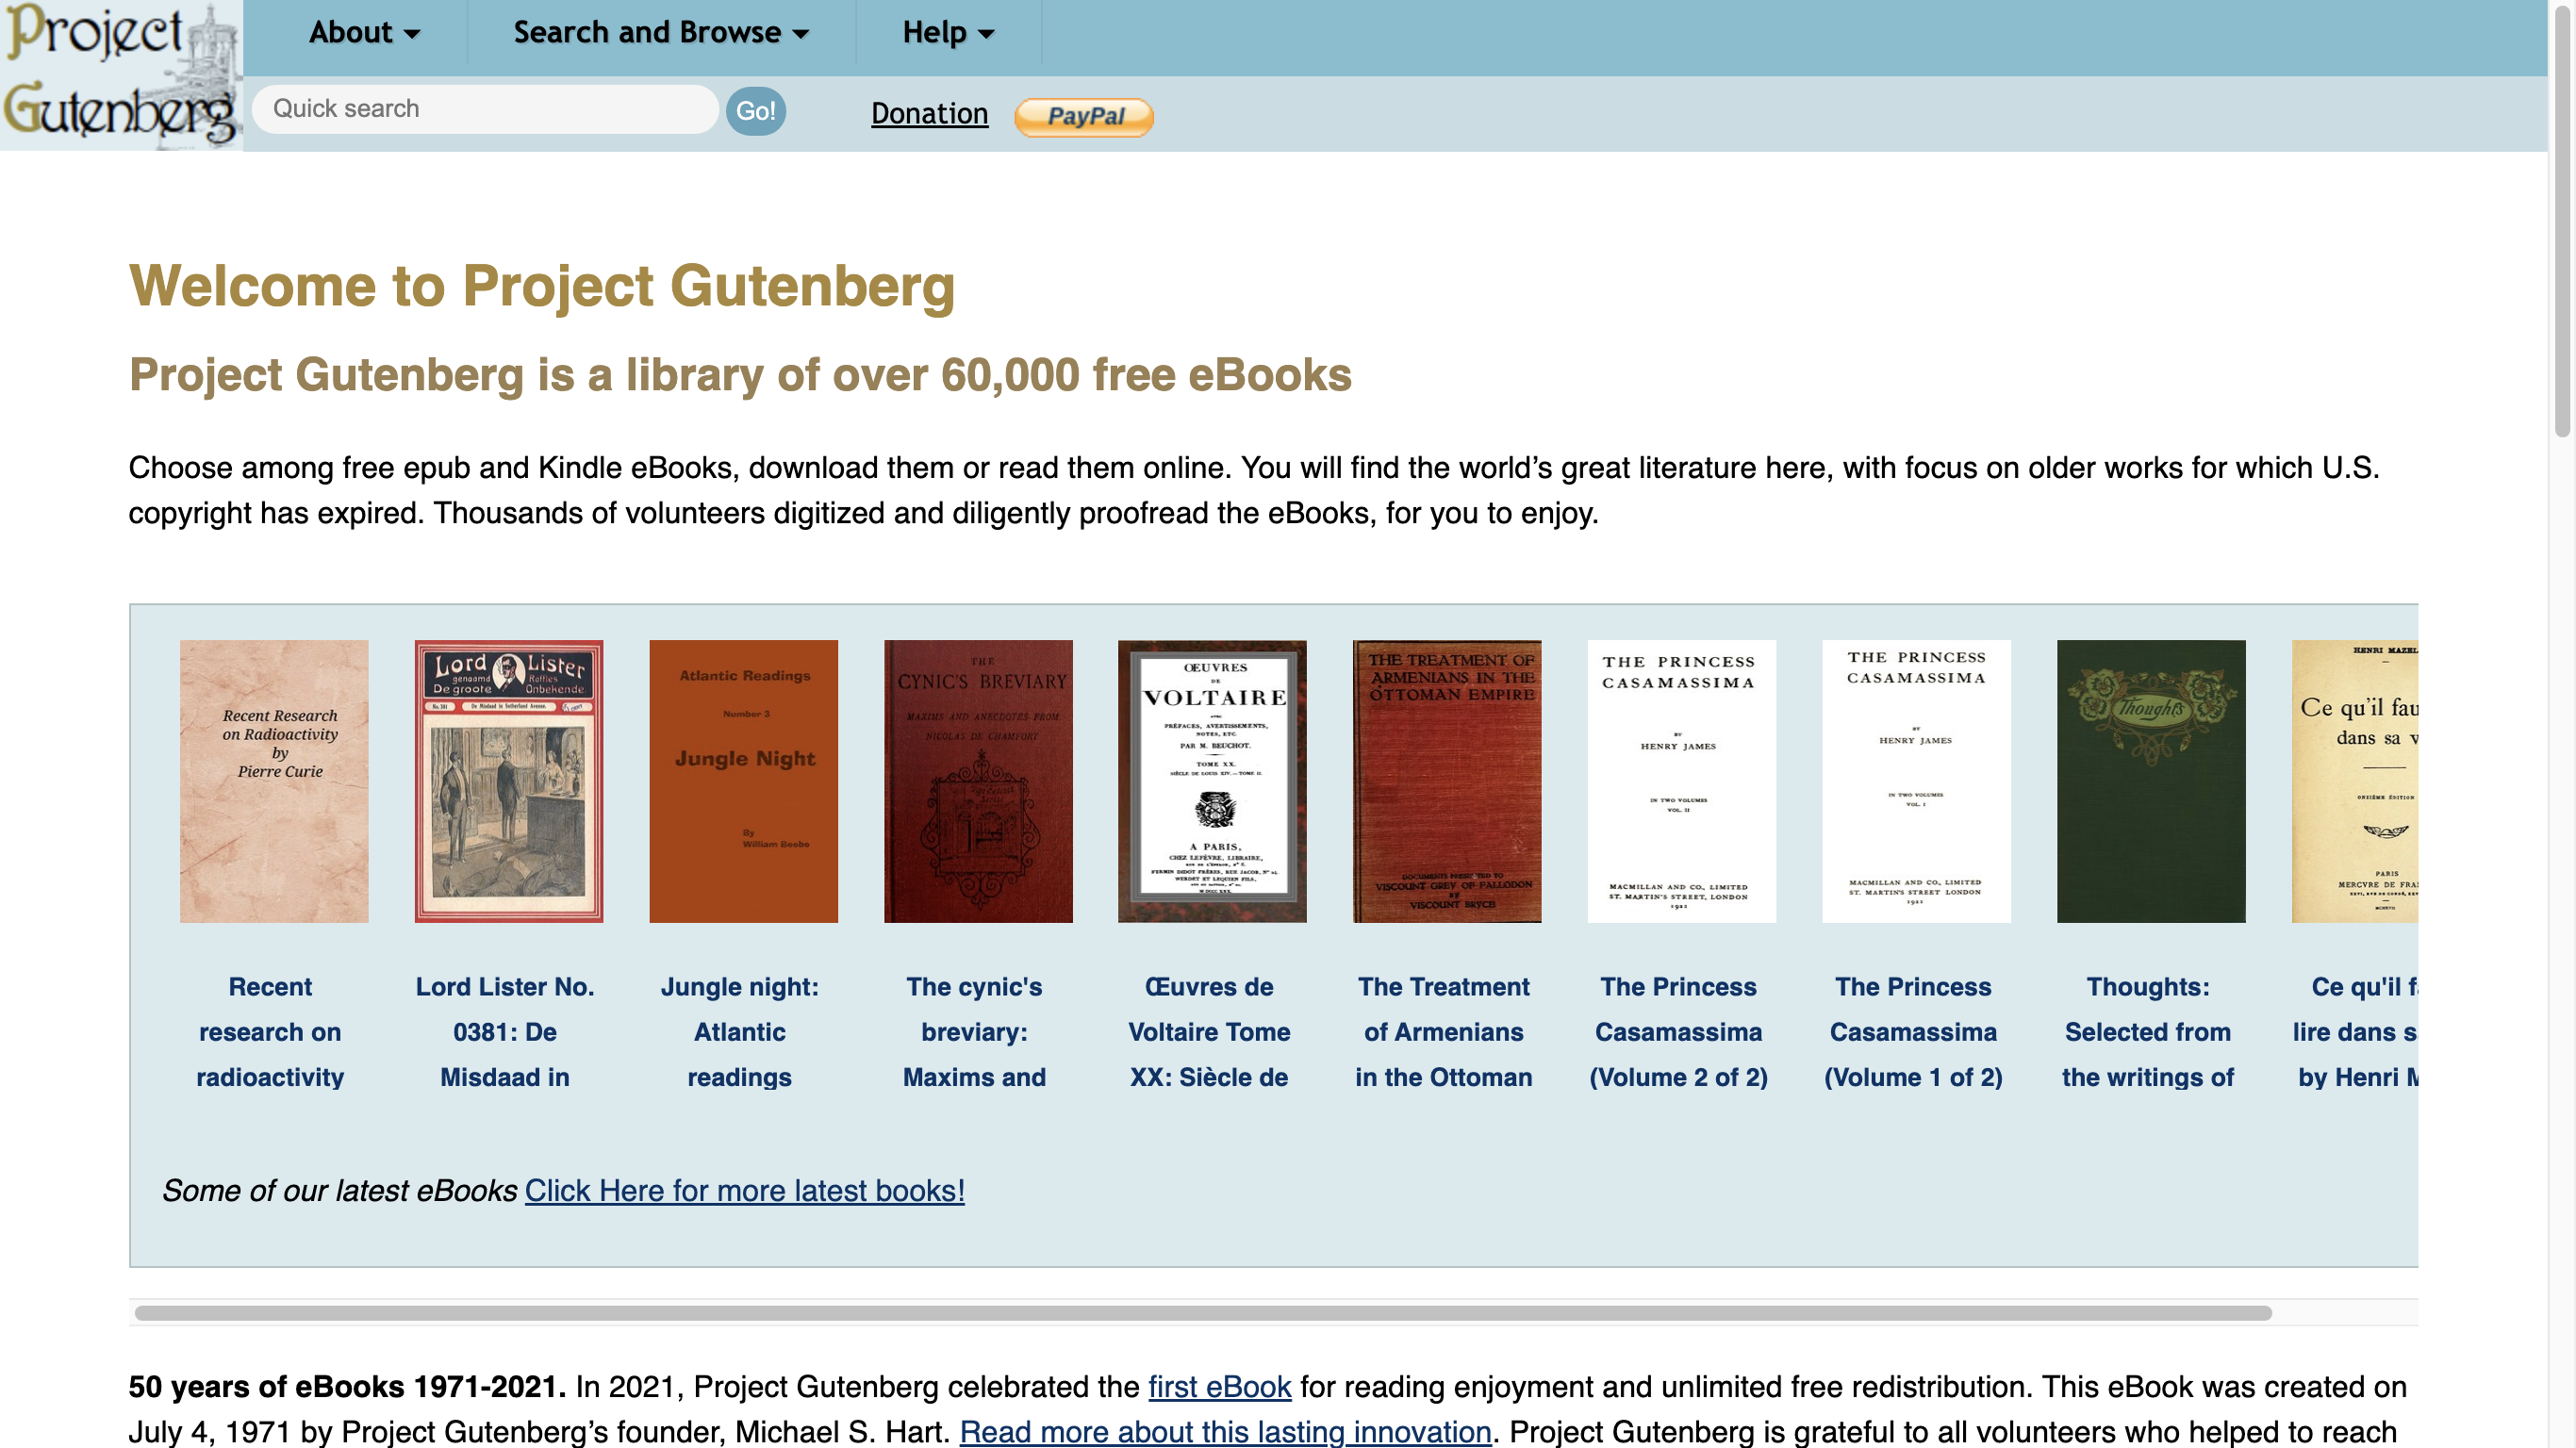 Project
Gutenberg
About
Search and Browse
Help
Quick search
Go!
Donation
PayPal
Welcome to Project Gutenberg
Project Gutenberg is a library of over 60,000 free eBooks
Choose among free epub and Kindle eBooks, download them or read them online. You will find the world’s great literature here, with focus on older works for which U.S.
copyright has expired. Thousands of volunteers digitized and diligently proofread the eBooks, for you to enjoy.
Recent Research
on Radioactivity
by
Pierre Curie
Lord Lister
genaamd Raffles
De groote Onbekende
No. 381
De Misdaad in Sutherland Avenue.
Atlantic Readings
Number 3
Jungle Night
By
William Beebe
THE
CYNIC'S BREVIARY
MAXIMS AND ANECDOTES FROM
NICOLAS DE CHAMFORT
ŒUVRES
DE
VOLTAIRE
AVEC
PRÉFACES, AVERTISSEMENTS,
NOTES, ETC.
PAR M. BEUCHOT.
TOME XX.
SIÈCLE DE LOUIS XIV. — TOME II.
A PARIS,
CHEZ LEFÈVRE, LIBRAIRE,
FIRMIN DIDOT FRÈRES, RUE JACOB, Nº 24.
WERDET ET LEQUIEN FILS,
M DCCC XXX.
THE TREATMENT OF
ARMENIANS IN THE
OTTOMAN EMPIRE
DOCUMENTS PRESENTED TO
VISCOUNT GREY OF FALLODON
BY
VISCOUNT BRYCE
THE PRINCESS
CASAMASSIMA
BY
HENRY JAMES
IN TWO VOLUMES
VOL. II
MACMILLAN AND CO., LIMITED
ST. MARTIN'S STREET, LONDON
1921
THE PRINCESS
CASAMASSIMA
BY
HENRY JAMES
IN TWO VOLUMES
VOL. I
MACMILLAN AND CO., LIMITED
ST. MARTIN'S STREET LONDON
1921
Thoughts
HENRI MAZEL
Ce qu'il fau
dans sa v
ONZIÈME ÉDITION
PARIS
MERCVRE DE FRA
Recent
research on
radioactivity
Lord Lister No.
0381: De
Misdaad in
Jungle night:
Atlantic
readings
The cynic's
breviary:
Maxims and
Œuvres de
Voltaire Tome
XX: Siècle de
The Treatment
of Armenians
in the Ottoman
The Princess
Casamassima
(Volume 2 of 2)
The Princess
Casamassima
(Volume 1 of 2)
Thoughts:
Selected from
the writings of
Ce qu'il f
lire dans s
by Henri M
Some of our latest eBooks Click Here for more latest books!
50 years of eBooks 1971-2021. In 2021, Project Gutenberg celebrated the first eBook for reading enjoyment and unlimited free redistribution. This eBook was created on
July 4, 1971 by Project Gutenberg’s founder, Michael S. Hart. Read more about this lasting innovation. Project Gutenberg is grateful to all volunteers who helped to reach